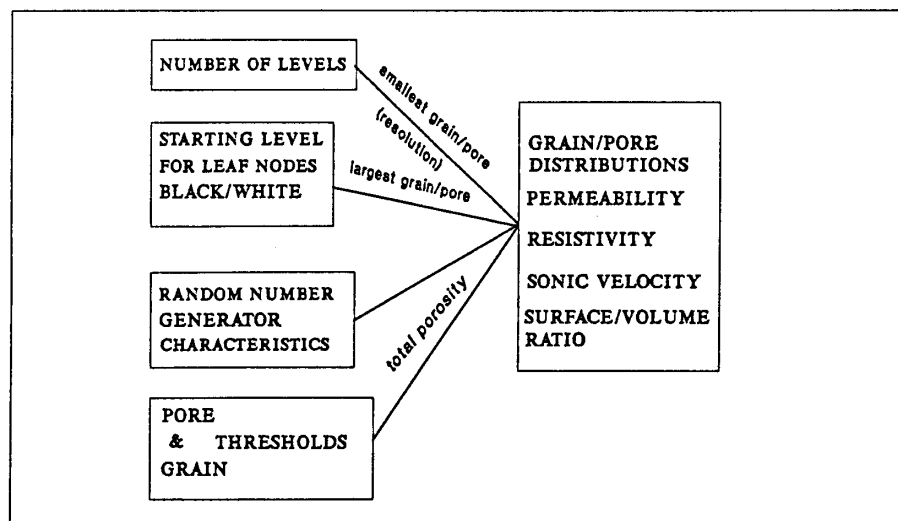 NUMBER OF LEVELS
smallest grain/pore
(resolution)
STARTING LEVEL
FOR LEAF NODES
BLACK/WHITE
largest grain/pore
RANDOM NUMBER
GENERATOR
CHARACTERISTICS
total porosity
PORE
& THRESHOLDS
GRAIN
GRAIN/PORE
DISTRIBUTIONS
PERMEABILITY
RESISTIVITY
SONIC VELOCITY
SURFACE/VOLUME
RATIO